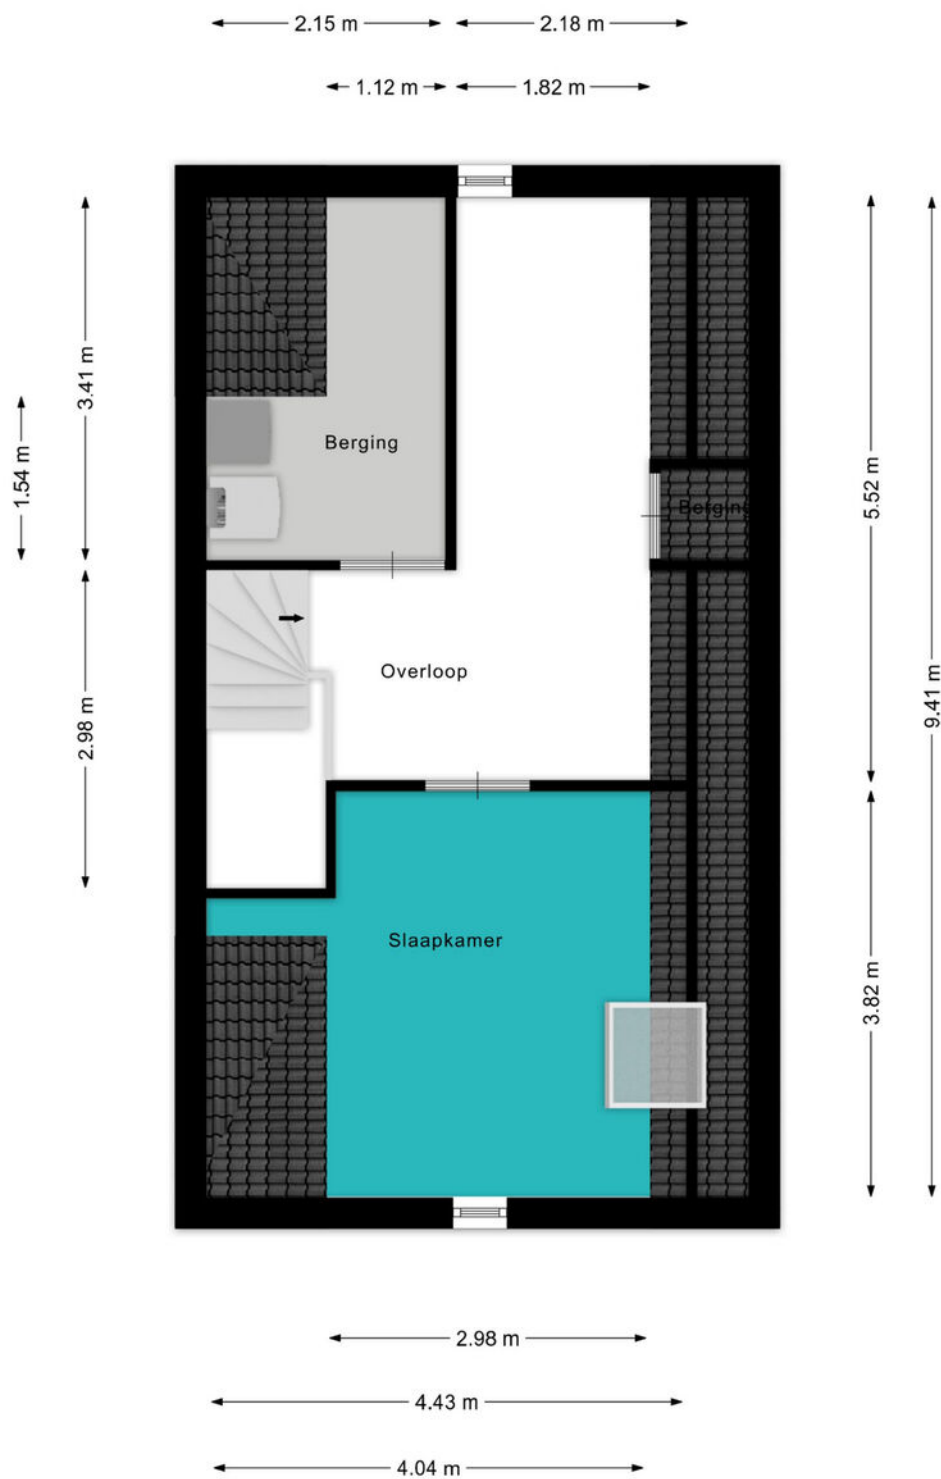 2.15 m
2.18 m
1.12 m
1.82 m
3.41 m
1.54 m
2.98 m
5.52 m
9.41 m
3.82 m
Berging
Berging
Overloop
Slaapkamer
2.98 m
4.43 m
4.04 m